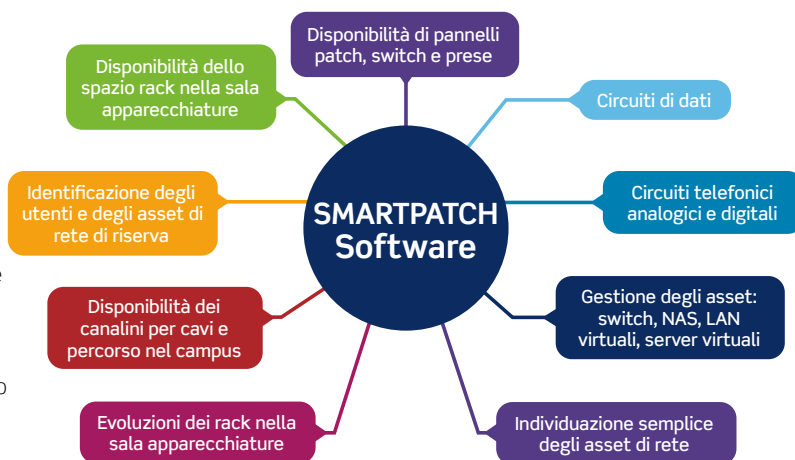 Disponibilità di pannelli
patch, switch e prese
Disponibilità dello
spazio rack nella sala
apparecchiature
Circuiti di dati
Identificazione degli
utenti e degli asset di
rete di riserva
SMARTPATCH
Software
Circuiti telefonici
analogici e digitali
e
Disponibilità dei
canalini per cavi e
percorso nel campus
Gestione degli asset:
switch, NAS, LAN
virtuali, server virtuali
o
Evoluzioni dei rack nella
sala apparecchiature
Individuazione semplice
degli asset di rete